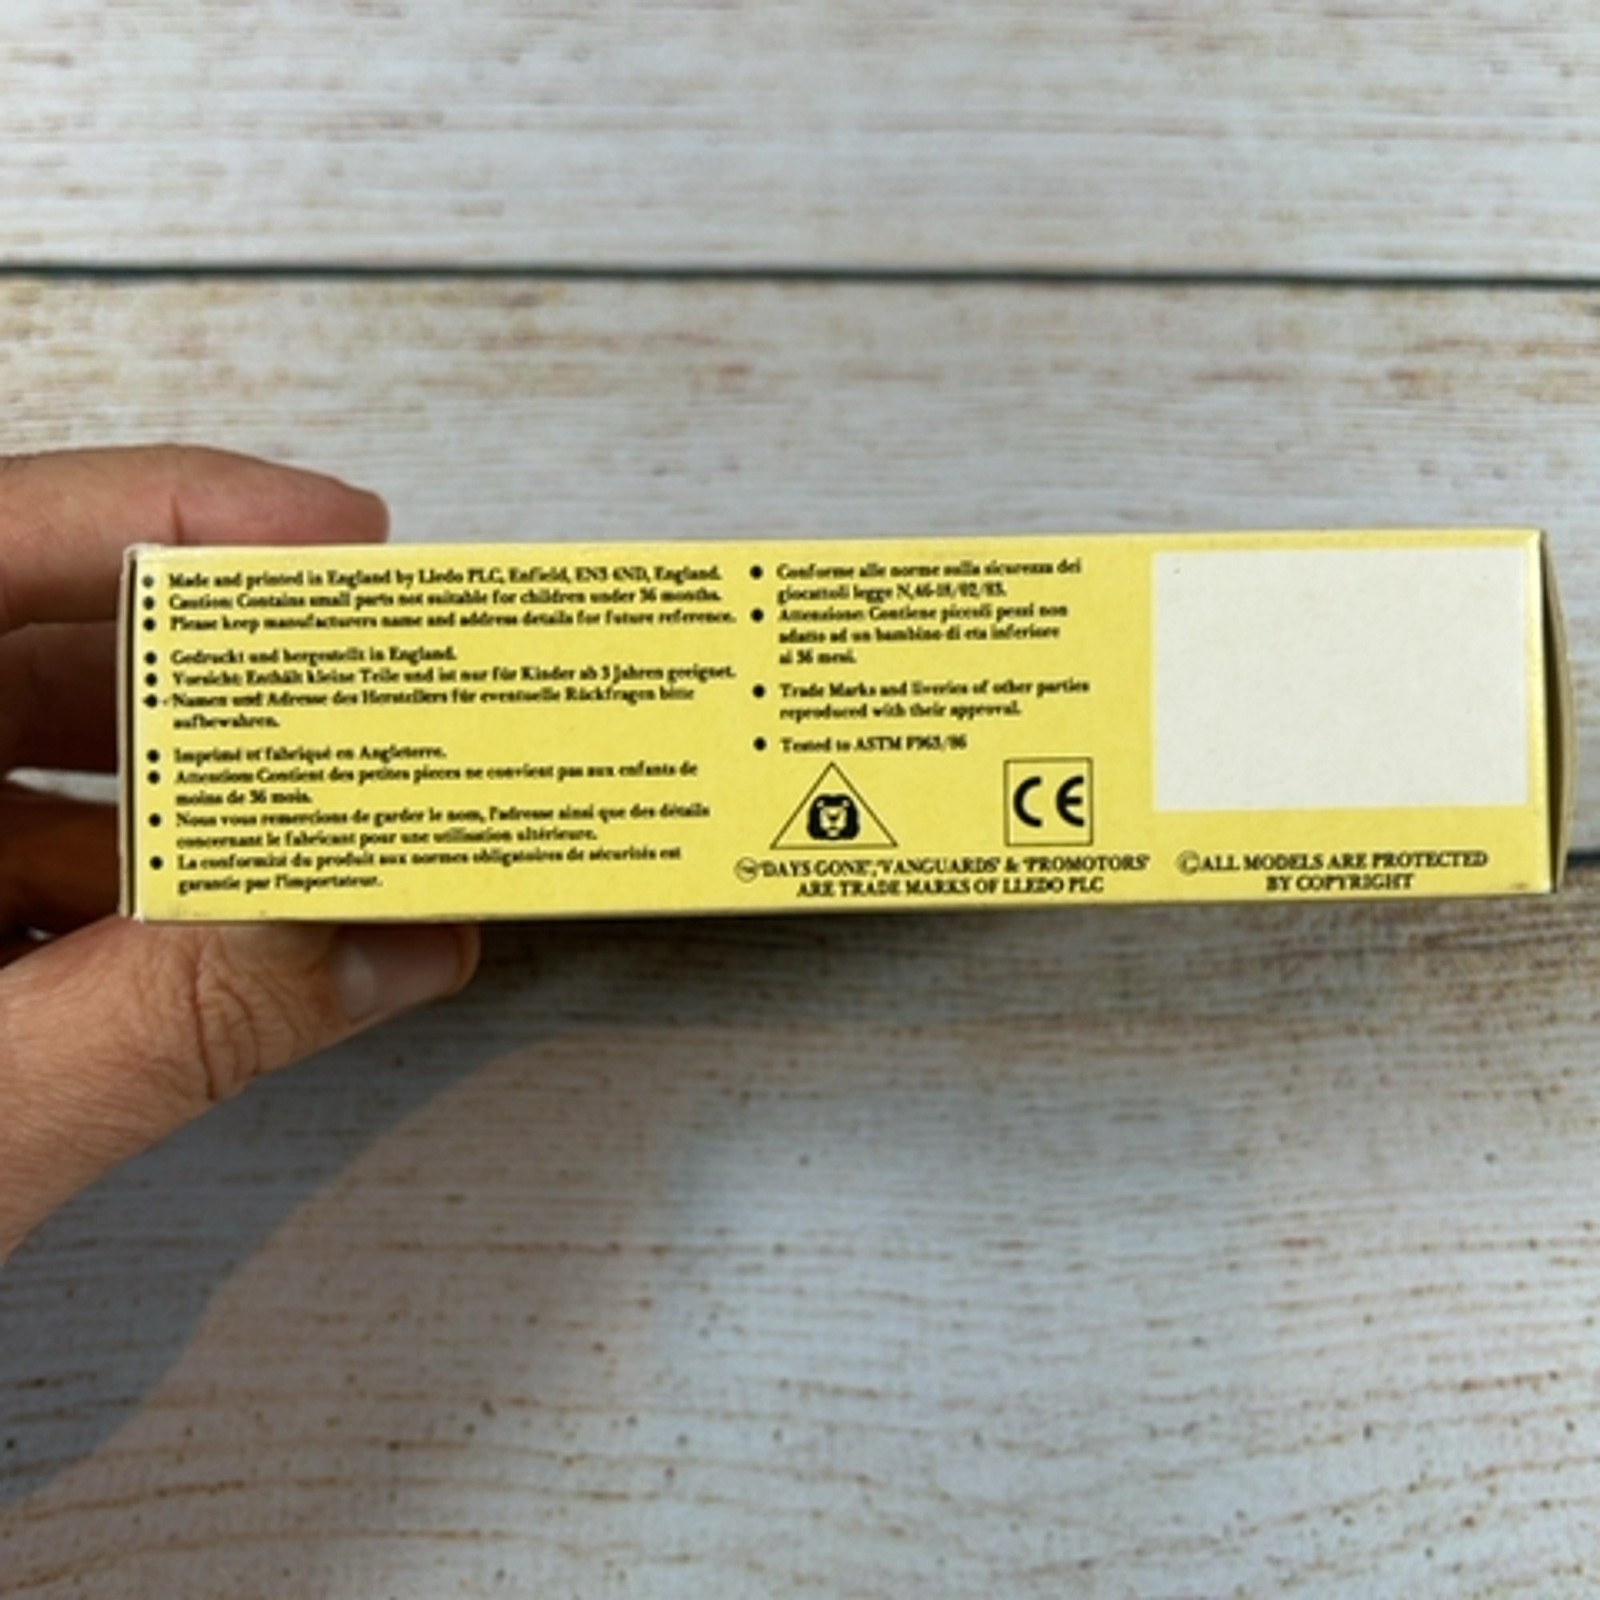 ● Made and printed in England by Lledo PLC, Enfield, EN3 4ND, England.
● Caution: Contains small parts not suitable for children under 36 months.
● Please keep manufacturers name and address details for future reference.
● Gedruckt und hergestellt in England.
● Vorsicht: Enthält kleine Teile und ist nur für Kinder ab 3 Jahren geeignet.
● Namen und Adresse des Herstellers für eventuelle Rückfragen bitte
aufbewahren.
● Imprimé et fabriqué en Angleterre.
● Attention: Contient des petites pieces ne convient pas aux enfants de
moins de 36 mois.
● Nous vous remercions de garder le nom, l'adresse ainsi que des détails
concernant le fabricant pour une utilisation ultérieure.
● La conformité du produit aux normes obligatoires de sécurités est
garantie par l'importateur.
● Conforme alle norme sulla sicurezza dei
giocattoli legge N,46-18/02/83.
● Attenzione: Contiene piccoli pezzi non
adatto ad un bambino di eta inferiore
ai 36 mesi.
● Trade Marks and liveries of other parties
reproduced with their approval.
● Tested to ASTM F963/86
CE
TM 'DAYS GONE', 'VANGUARDS' & 'PROMOTORS'
ARE TRADE MARKS OF LLEDO PLC
©ALL MODELS ARE PROTECTED
BY COPYRIGHT